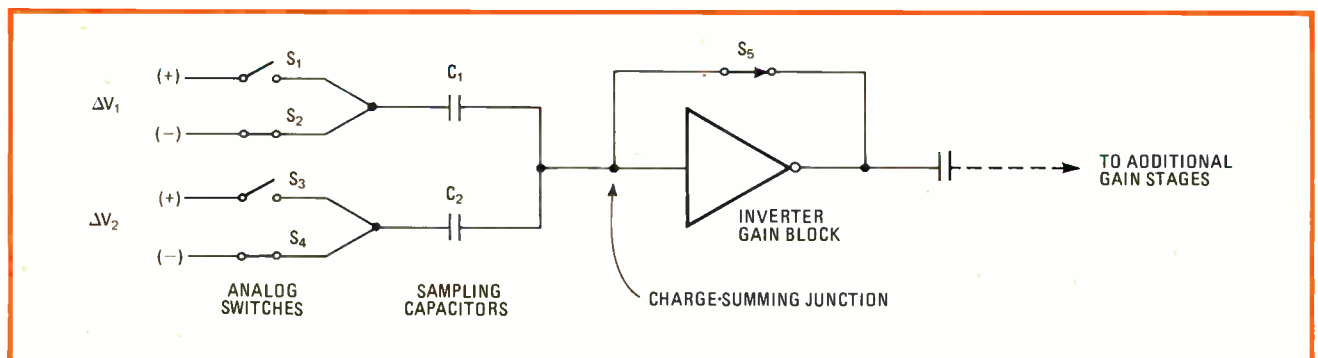 S5
(+)
S1
C1
ΔV1
(−)
S2
(+)
S3
C2
ΔV2
(−)
S4
TO ADDITIONAL
GAIN STAGES
INVERTER
GAIN BLOCK
ANALOG
SWITCHES
SAMPLING
CAPACITORS
CHARGE-SUMMING JUNCTION